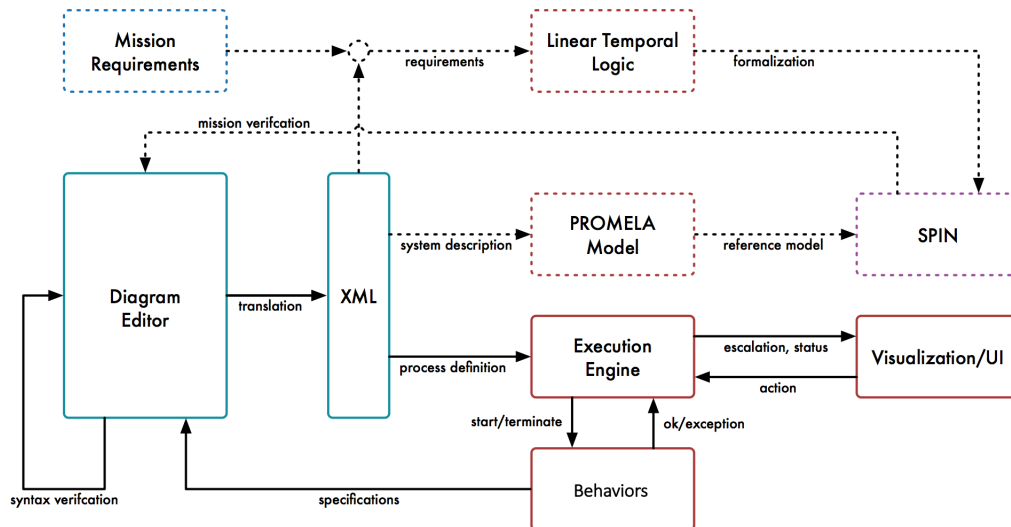 Mission
Requirements
requirements
Linear Temporal
Logic
formalization
mission verifcation
Diagram
Editor
translation
XML
system description
PROMELA
Model
reference model
SPIN
process definition
Execution
Engine
escalation, status
action
Visualization/UI
start/terminate
ok/exception
syntax verifcation
specifications
Behaviors